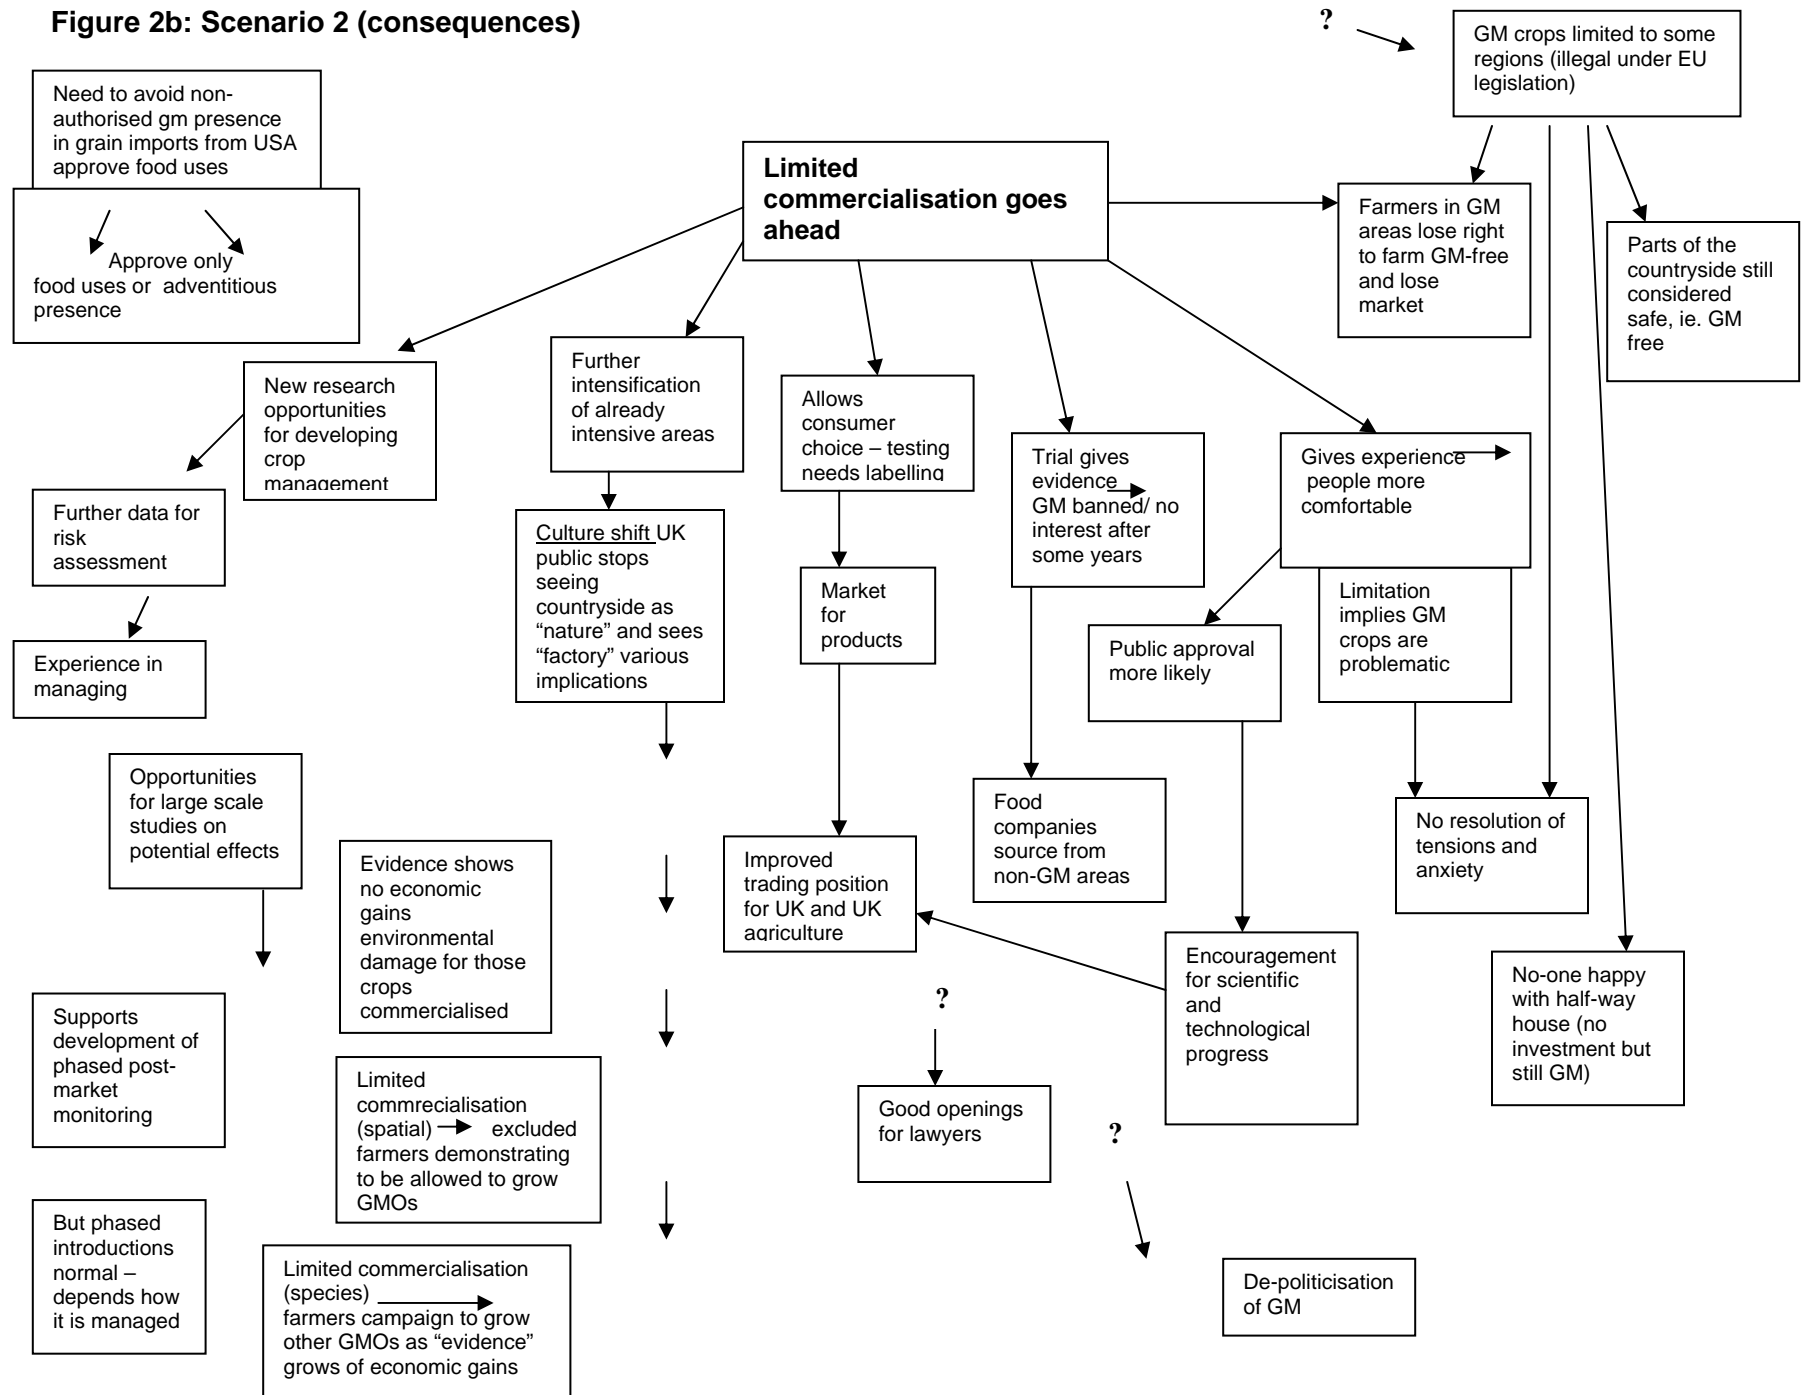 Figure 2b: Scenario 2 (consequences)
?
GM crops limited to some
regions (illegal under EU
legislation)
Need to avoid non-
authorised gm presence
in grain imports from USA
approve food uses
Approve only
food uses or adventitious
presence
Limited
commercialisation goes
ahead
Farmers in GM
areas lose right
to farm GM-free
and lose
market
Parts of the
countryside still
considered
safe, ie. GM
free
New research
opportunities
for developing
crop
management
Further
intensification
of already
intensive areas
Allows
consumer
choice – testing
needs labelling
Trial gives
evidence
GM banned/ no
interest after
some years
Gives experience
people more
comfortable
Further data for
risk
assessment
Culture shift UK
public stops
seeing
countryside as
“nature” and sees
“factory” various
implications
Market
for
products
Public approval
more likely
Limitation
implies GM
crops are
problematic
Experience in
managing
Opportunities
for large scale
studies on
potential effects
Evidence shows
no economic
gains
environmental
damage for those
crops
commercialised
Improved
trading position
for UK and UK
agriculture
Food
companies
source from
non-GM areas
No resolution of
tensions and
anxiety
Encouragement
for scientific
and
technological
progress
No-one happy
with half-way
house (no
investment but
still GM)
Supports
development of
phased post-
market
monitoring
Limited
commrecialisation
(spatial) excluded
farmers demonstrating
to be allowed to grow
GMOs
?
Good openings
for lawyers
?
De-politicisation
of GM
But phased
introductions
normal –
depends how
it is managed
Limited commercialisation
(species)
farmers campaign to grow
other GMOs as “evidence”
grows of economic gains